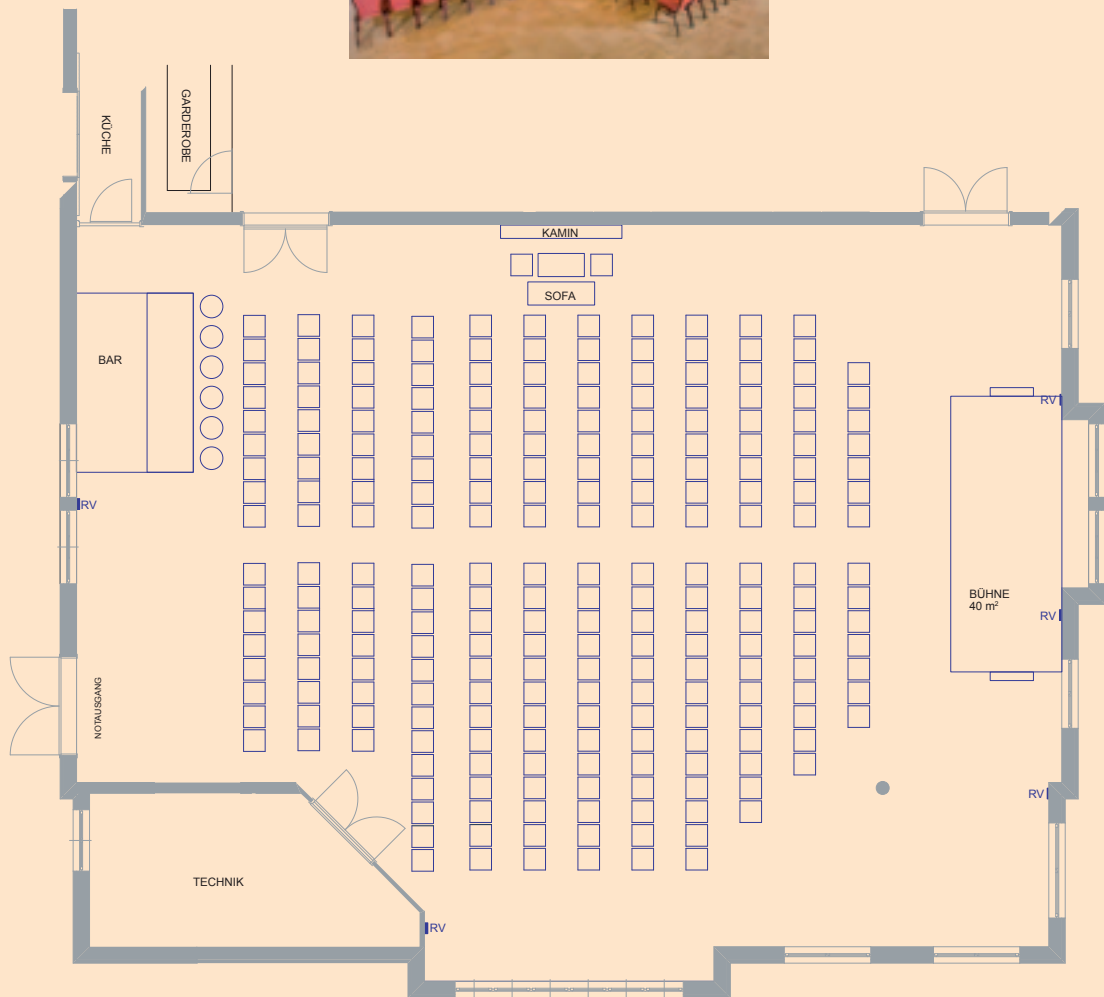 KÜCHE
GARDEROBE
KAMIN
SOFA
BAR
RV
RV
BÜHNE
40 m²
RV
NOTAUSGANG
RV
TECHNIK
RV